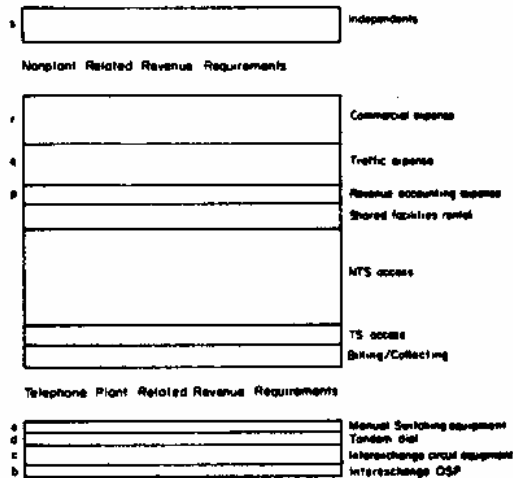 s Independents
Nonplant Related Revenue Requirements
r Commercial expense
q Traffic expense
p Revenue accounting expense
Shared facilities rental
NTS access
TS access
Billing/Collecting
Telephone Plant Related Revenue Requirements
e Manual Switching equipment
d Tandem dial
c Interexchange circuit equipment
b Interexchange OSP